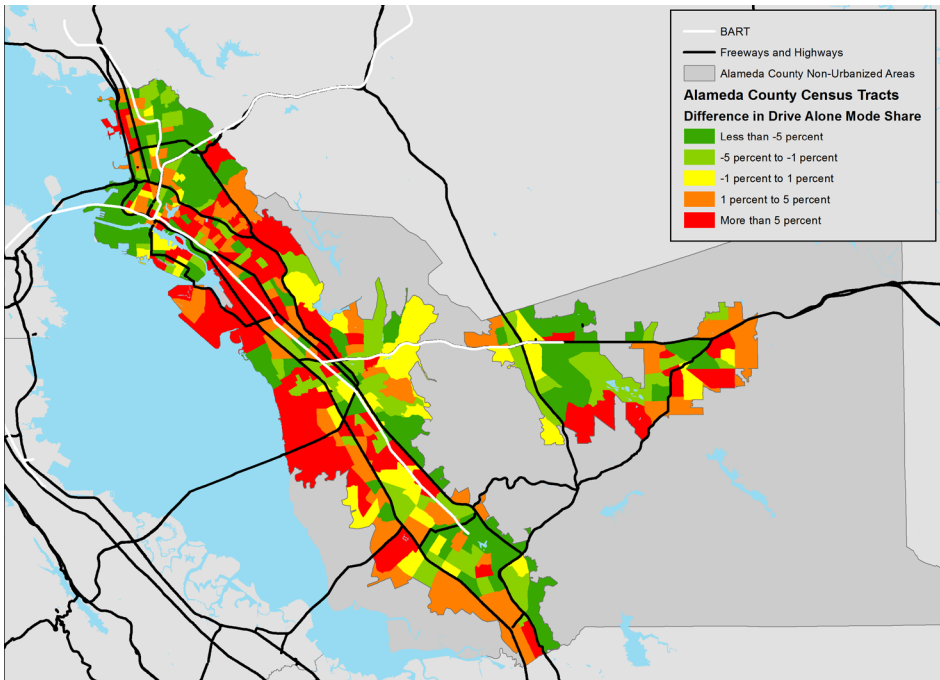 BART
Freeways and Highways
Alameda County Non-Urbanized Areas
Alameda County Census Tracts
Difference in Drive Alone Mode Share
Less than -5 percent
-5 percent to -1 percent
-1 percent to 1 percent
1 percent to 5 percent
More than 5 percent